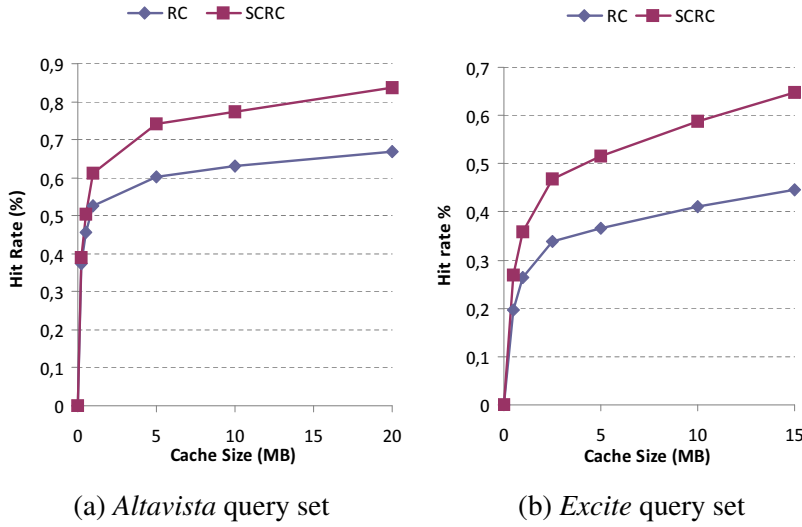 RC SCRC
0,9
0,8
0,7
0,6
0,5
0,4
0,3
0,2
0,1
0
Hit Rate (%)
0 5 10 15 20
Cache Size (MB)
(a) Altavista query set
RC SCRC
0,7
0,6
0,5
0,4
0,3
0,2
0,1
0
Hit rate %
0 5 10 15
Cache Size (MB)
(b) Excite query set